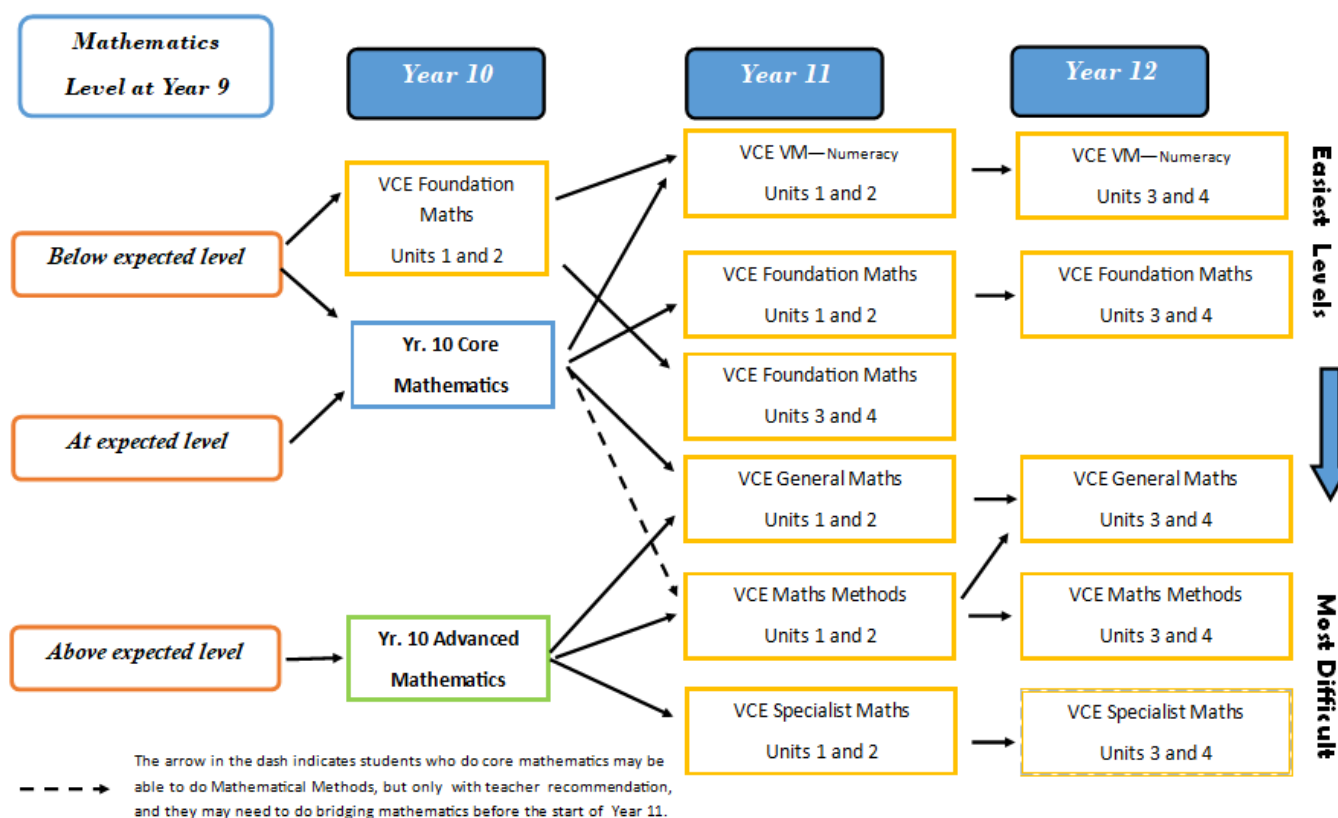 Mathematics
Level at Year 9
Year 10
Year 11
Year 12
Below expected level
At expected level
Above expected level
VCE Foundation
Maths
Units 1 and 2
Yr. 10 Core
Mathematics
Yr. 10 Advanced
Mathematics
VCE VM—Numeracy
Units 1 and 2
VCE Foundation Maths
Units 1 and 2
VCE Foundation Maths
Units 3 and 4
VCE General Maths
Units 1 and 2
VCE Maths Methods
Units 1 and 2
VCE Specialist Maths
Units 1 and 2
VCE VM—Numeracy
Units 3 and 4
VCE Foundation Maths
Units 3 and 4
VCE General Maths
Units 3 and 4
VCE Maths Methods
Units 3 and 4
VCE Specialist Maths
Units 3 and 4
Easiest Levels
Most Difficult
The arrow in the dash indicates students who do core mathematics may be
able to do Mathematical Methods, but only with teacher recommendation,
and they may need to do bridging mathematics before the start of Year 11.